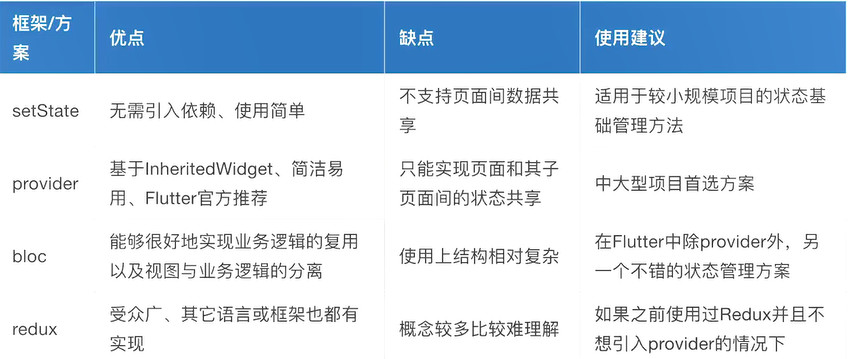 框架/方案 优点 缺点 使用建议
setState 无需引入依赖、使用简单 不支持页面间数据共享 适用于较小规模项目的状态基础管理方法
provider 基于InheritedWidget、简洁易用、Flutter官方推荐 只能实现页面和其子页面间的状态共享 中大型项目首选方案
bloc 能够很好地实现业务逻辑的复用以及视图与业务逻辑的分离 使用上结构相对复杂 在Flutter中除provider外，另一个不错的状态管理方案
redux 受众广、其它语言或框架也都有实现 概念较多比较难理解 如果之前使用过Redux并且不想引入provider的情况下